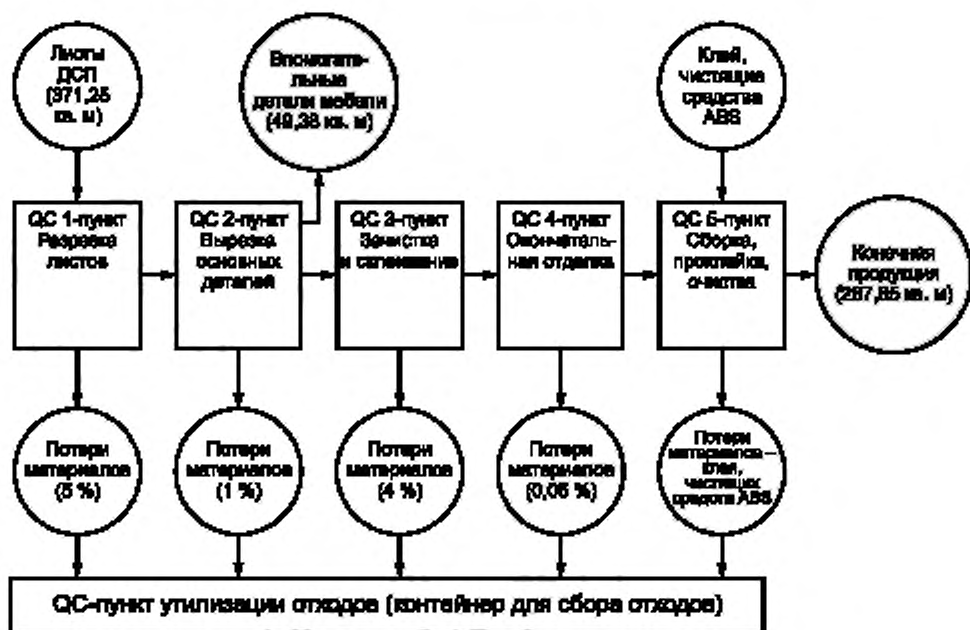 Листы
ДСП
(371,25
кв. м)
Впомогате-
льные
детали мебели
(49,38 кв. м)
Клей,
чистящие
средства
ABS
QC 1-пункт
Разрезка
листов
QC 2-пункт
Вырезка
основных
деталей
QC 3-пункт
Зачистка
и склеивание
QC 4-пункт
Окончатель-
ная отделка
QC 5-пункт
Сборка,
проклейка,
очистка
Конечная
продукция
(287,85 кв. м)
Потери
материалов
(5 %)
Потери
материалов
(1 %)
Потери
материалов
(4 %)
Потери
материалов
(0,05 %)
Потери
материалов –
клея,
чистящих
средств ABS
QC-пункт утилизации отходов (контейнер для сбора отходов)